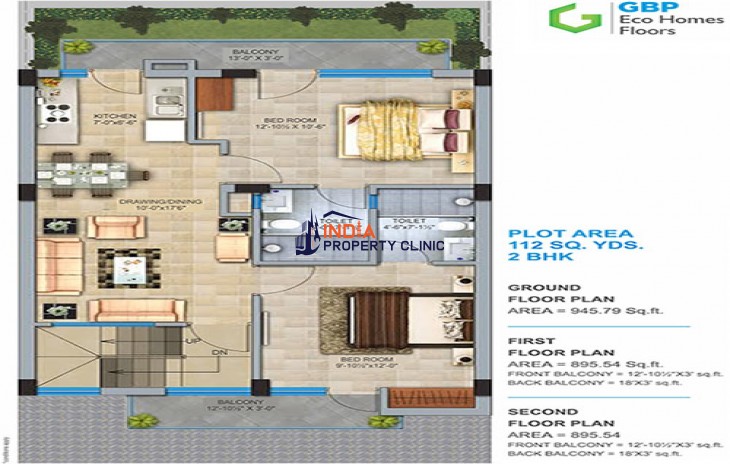 GBP
Eco Homes
Floors
BALCONY
13'-0" X 3'-0"
KITCHEN
7'-0"x6'-6"
BED ROOM
12'-10½ X 10'-6"
DRAWING/DINING
10'-0"x17'6"
TOILET
TOILET
4'-6"x7'-1½"
INDIA
PROPERTY CLINIC
UP
DN
BED ROOM
9'-10½"x12'-0"
BALCONY
12'-10½" X 3'-0"
PLOT AREA
112 SQ. YDS.
2 BHK
GROUND
FLOOR PLAN
AREA = 945.79 Sq.ft.
FIRST
FLOOR PLAN
AREA = 895.54 Sq.ft.
FRONT BALCONY = 12'-10½"X3' sq.ft.
BACK BALCONY = 18'X3' sq.ft.
SECOND
FLOOR PLAN
AREA = 895.54
FRONT BALCONY = 12'-10½"X3' sq.ft.
BACK BALCONY = 18'X3' sq.ft.